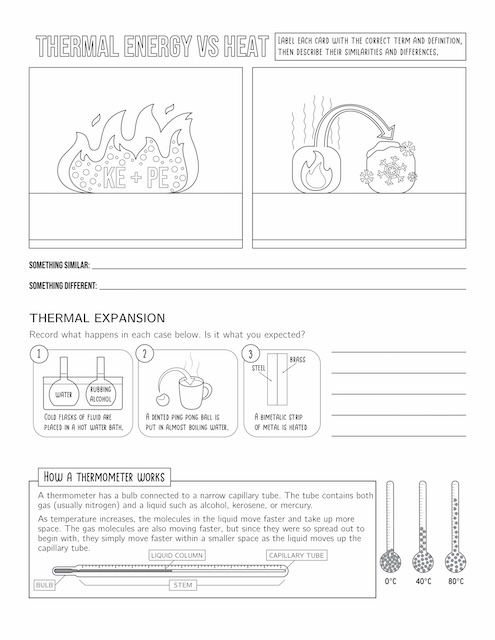 THERMAL ENERGY VS HEAT
LABEL EACH CARD WITH THE CORRECT TERM AND DEFINITION,
THEN DESCRIBE THEIR SIMILARITIES AND DIFFERENCES.
KE + PE
SOMETHING SIMILAR:
SOMETHING DIFFERENT:
THERMAL EXPANSION
Record what happens in each case below. Is it what you expected?
1
WATER
RUBBING
ALCOHOL
COLD FLASKS OF FLUID ARE
PLACED IN A HOT WATER BATH.
2
A DENTED PING PONG BALL IS
PUT IN ALMOST BOILING WATER.
3
STEEL
BRASS
A BIMETALIC STRIP
OF METAL IS HEATED
HOW A THERMOMETER WORKS
A thermometer has a bulb connected to a narrow capillary tube. The tube contains both
gas (usually nitrogen) and a liquid such as alcohol, kerosene, or mercury.
As temperature increases, the molecules in the liquid move faster and take up more
space. The gas molecules are also moving faster, but since they were so spread out to
begin with, they simply move faster within a smaller space as the liquid moves up the
capillary tube.
LIQUID COLUMN
CAPILLARY TUBE
BULB
STEM
0°C
40°C
80°C